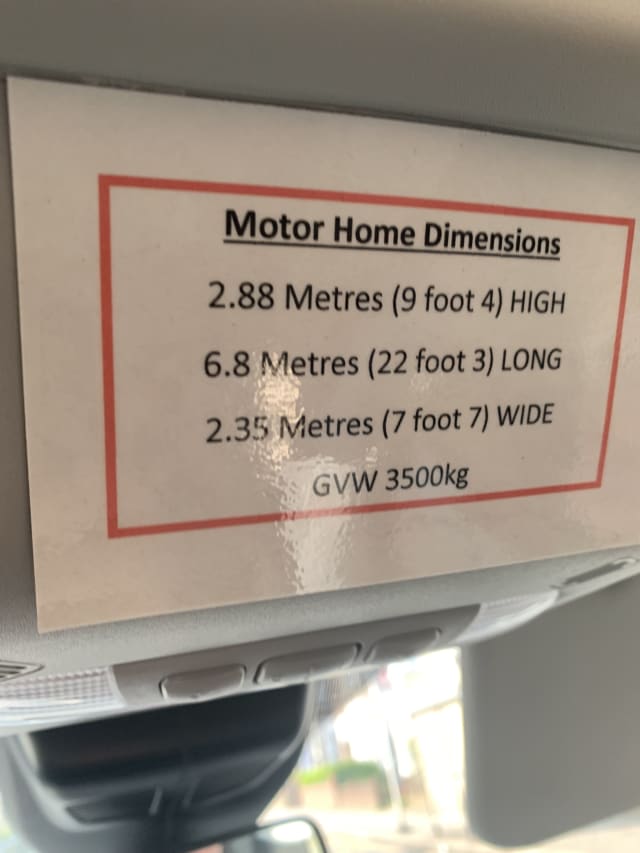 Motor Home Dimensions
2.88 Metres (9 foot 4) HIGH
6.8 Metres (22 foot 3) LONG
2.35 Metres (7 foot 7) WIDE
GVW 3500kg